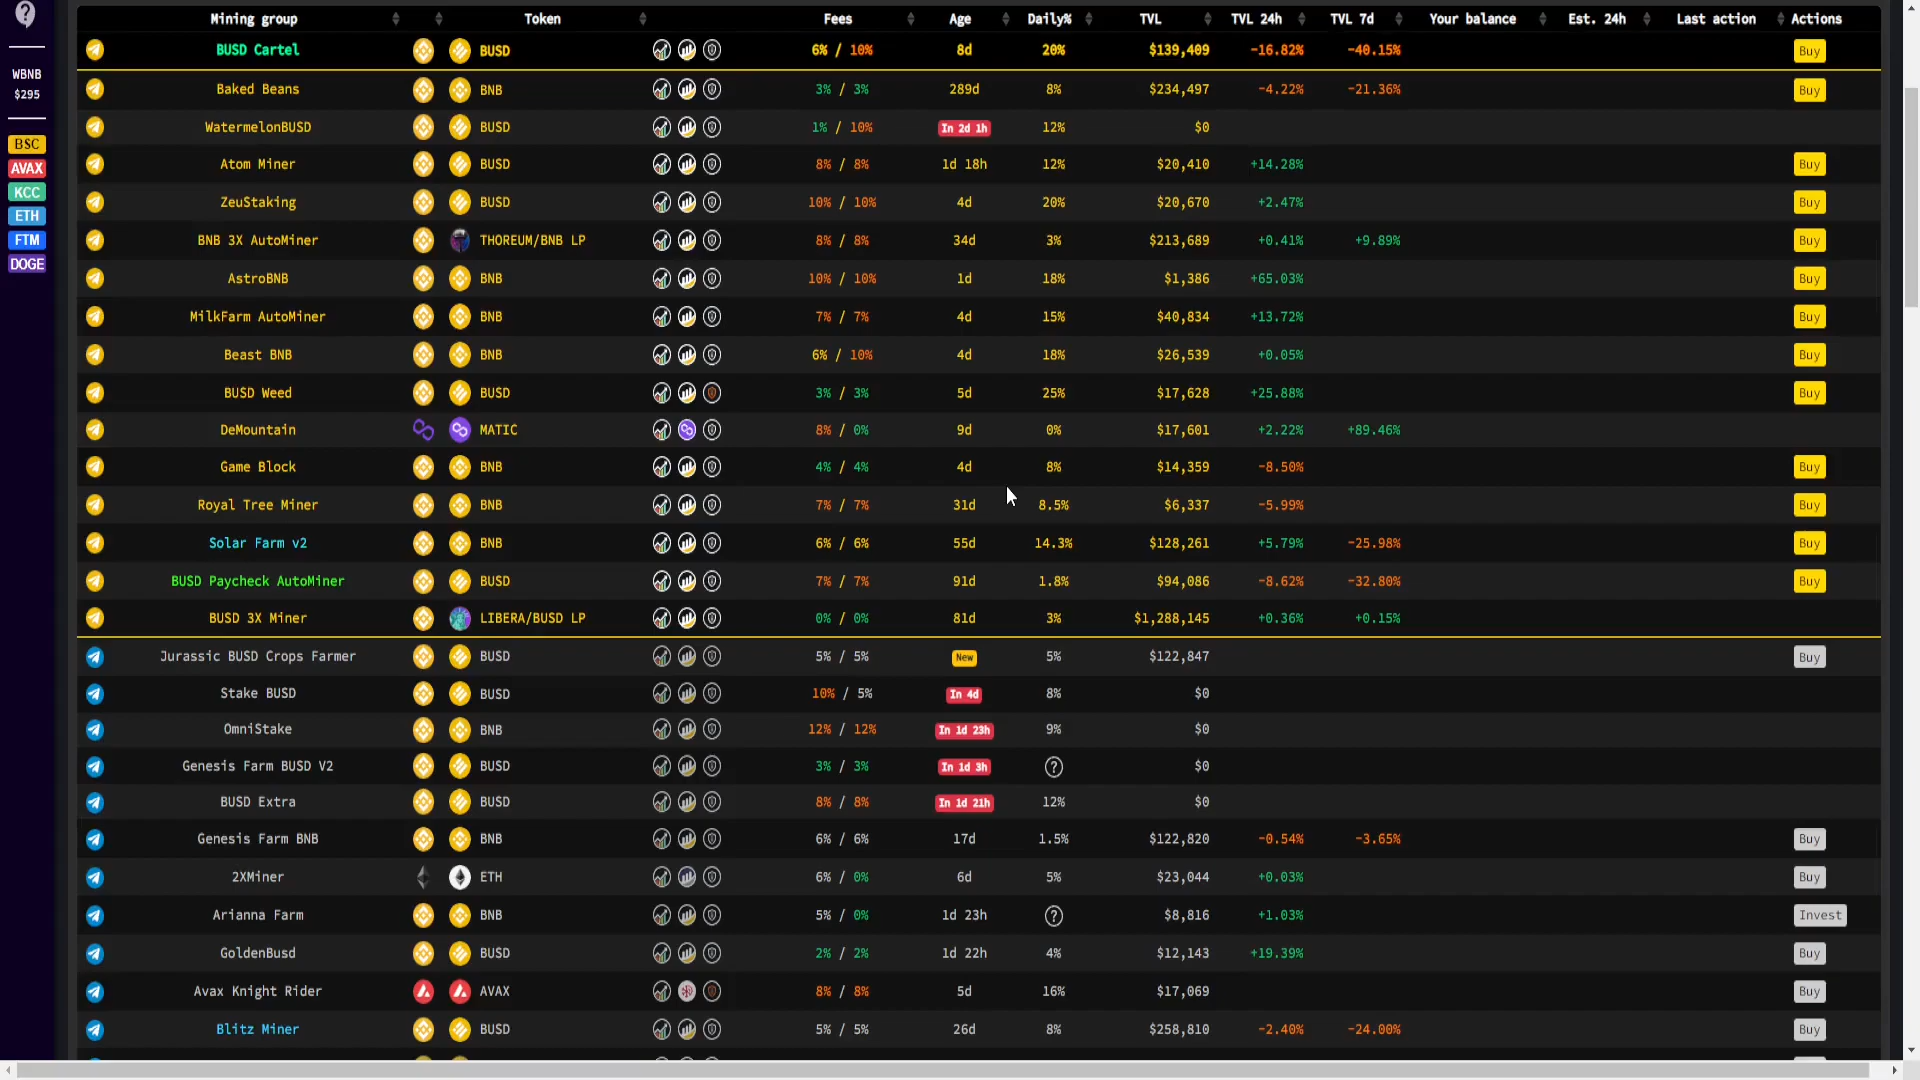 Mining group Token Fees Age Daily% TVL TVL 24h TVL 7d Your balance Est. 24h Last action Actions
WBNB
$295
BSC
AVAX
KCC
ETH
FTM
DOGE
BUSD Cartel BUSD 6% / 10% 8d 20% $139,409 -16.82% -40.15% Buy
Baked Beans BNB 3% / 3% 289d 8% $234,497 -4.22% -21.36% Buy
WatermelonBUSD BUSD 1% / 10% In 2d 1h 12% $0
Atom Miner BUSD 8% / 8% 1d 18h 12% $20,410 +14.28% Buy
ZeuStaking BUSD 10% / 10% 4d 20% $20,670 +2.47% Buy
BNB 3X AutoMiner THOREUM/BNB LP 8% / 8% 34d 3% $213,689 +0.41% +9.89% Buy
AstroBNB BNB 10% / 10% 1d 18% $1,386 +65.03% Buy
MilkFarm AutoMiner BNB 7% / 7% 4d 15% $40,834 +13.72% Buy
Beast BNB BNB 6% / 10% 4d 18% $26,539 +0.05% Buy
BUSD Weed BUSD 3% / 3% 5d 25% $17,628 +25.88% Buy
DeMountain MATIC 8% / 0% 9d 0% $17,601 +2.22% +89.46%
Game Block BNB 4% / 4% 4d 8% $14,359 -8.50% Buy
Royal Tree Miner BNB 7% / 7% 31d 8.5% $6,337 -5.99% Buy
Solar Farm v2 BNB 6% / 6% 55d 14.3% $128,261 +5.79% -25.98% Buy
BUSD Paycheck AutoMiner BUSD 7% / 7% 91d 1.8% $94,086 -8.62% -32.80% Buy
BUSD 3X Miner LIBERA/BUSD LP 0% / 0% 81d 3% $1,288,145 +0.36% +0.15%
Jurassic BUSD Crops Farmer BUSD 5% / 5% New 5% $122,847 Buy
Stake BUSD BUSD 10% / 5% In 4d 8% $0
OmniStake BNB 12% / 12% In 1d 23h 9% $0
Genesis Farm BUSD V2 BUSD 3% / 3% In 1d 3h ? $0
BUSD Extra BUSD 8% / 8% In 1d 21h 12% $0
Genesis Farm BNB BNB 6% / 6% 17d 1.5% $122,820 -0.54% -3.65% Buy
2XMiner ETH 6% / 0% 6d 5% $23,044 +0.03% Buy
Arianna Farm BNB 5% / 0% 1d 23h ? $8,816 +1.03% Invest
GoldenBusd BUSD 2% / 2% 1d 22h 4% $12,143 +19.39% Buy
Avax Knight Rider AVAX 8% / 8% 5d 16% $17,069 Buy
Blitz Miner BUSD 5% / 5% 26d 8% $258,810 -2.40% -24.00% Buy